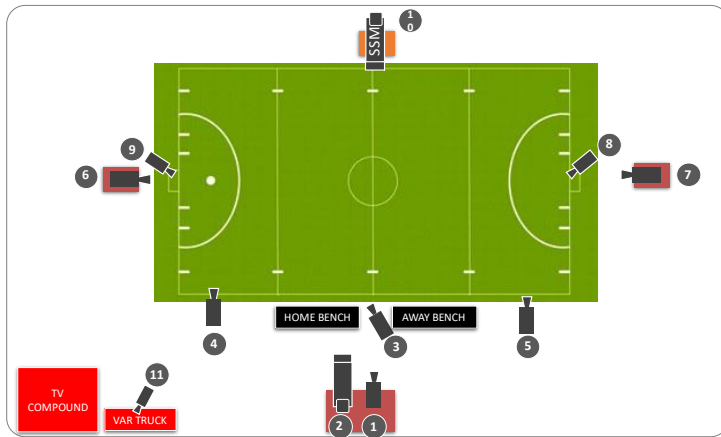 1
0
SSM
9
8
6
7
HOME BENCH
AWAY BENCH
4
3
5
11
TV
COMPOUND
VAR TRUCK
2
1